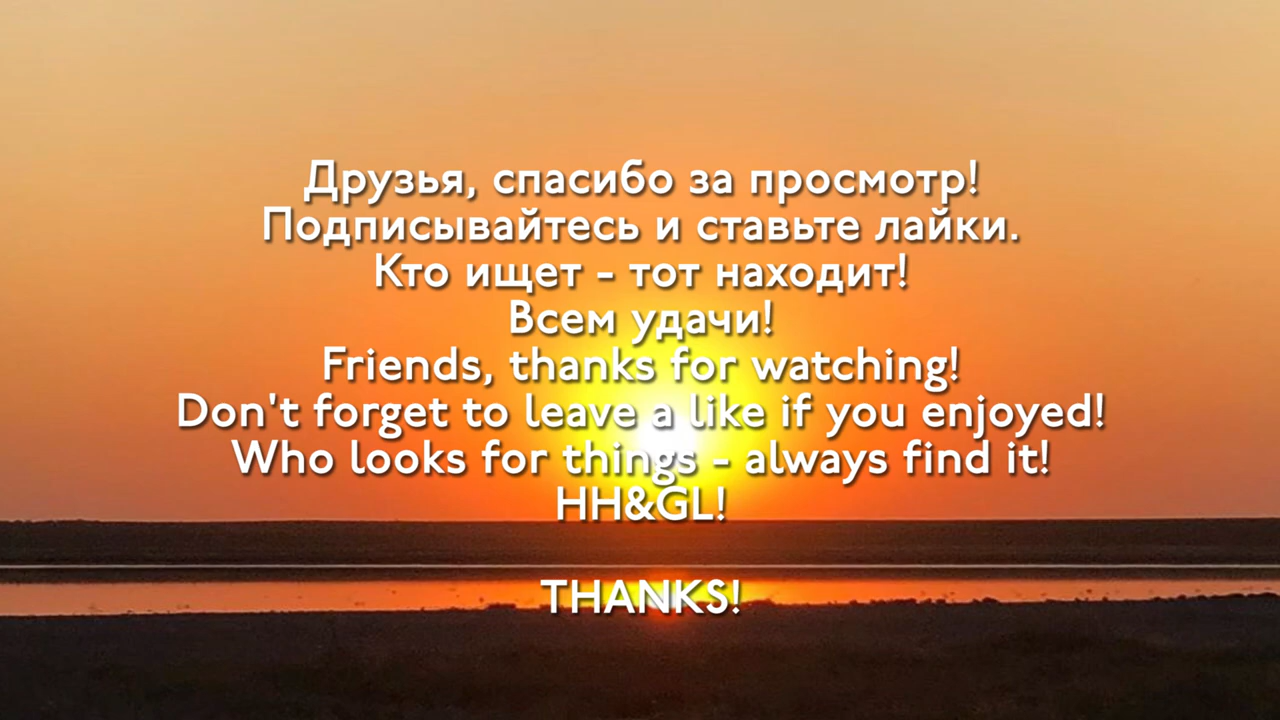 Друзья, спасибо за просмотр!
Подписывайтесь и ставьте лайки.
Кто ищет - тот находит!
Всем удачи!
Friends, thanks for watching!
Don't forget to leave a like if you enjoyed!
Who looks for things - always find it!
HH&GL!
THANKS!